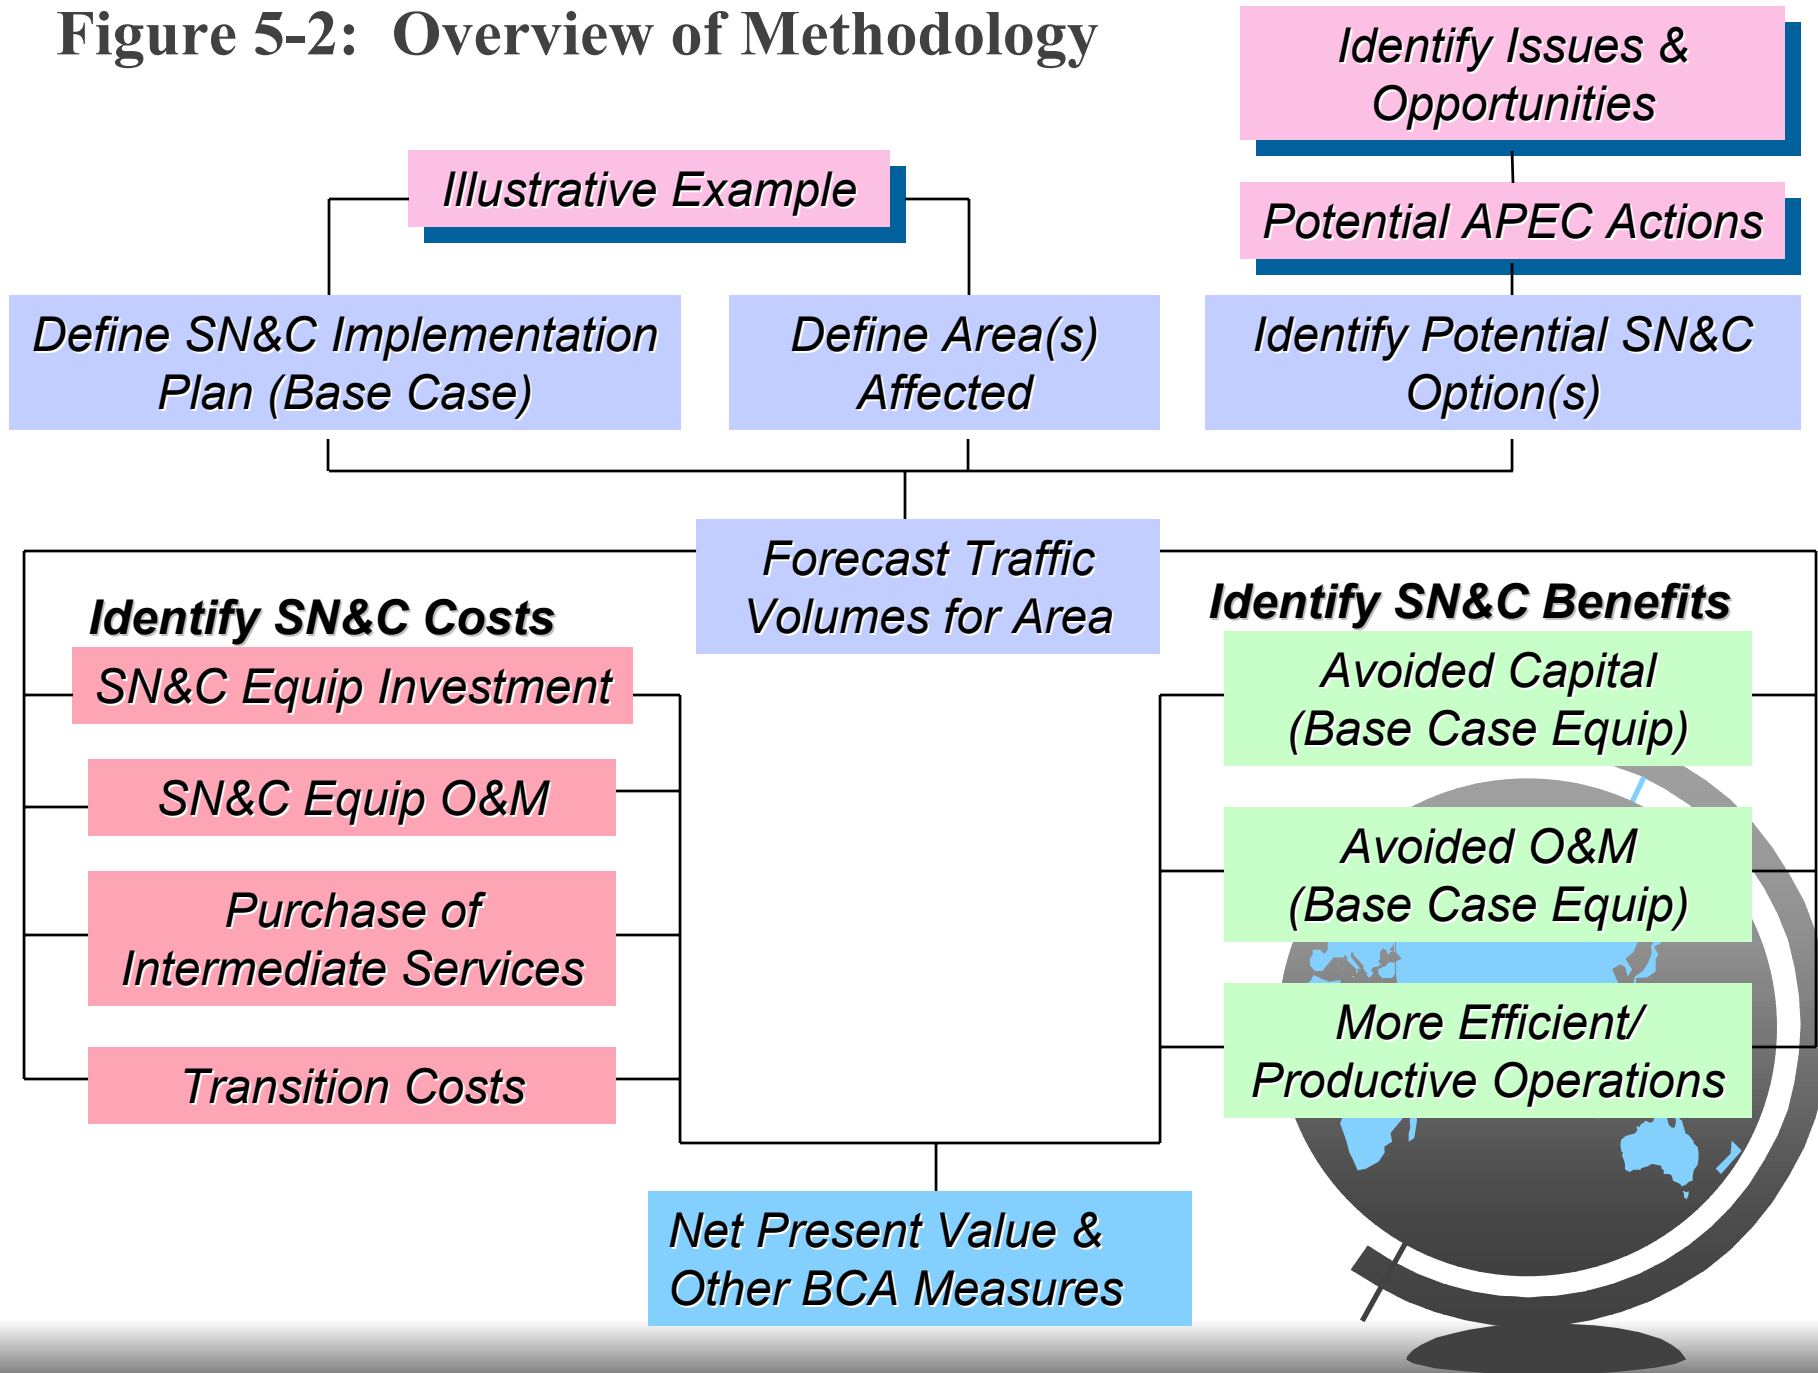 Figure 5-2: Overview of Methodology
Identify Issues &
Opportunities
Illustrative Example
Potential APEC Actions
Define SN&C Implementation
Plan (Base Case)
Define Area(s)
Affected
Identify Potential SN&C
Option(s)
Forecast Traffic
Volumes for Area
Identify SN&C Costs
SN&C Equip Investment
SN&C Equip O&M
Purchase of
Intermediate Services
Transition Costs
Identify SN&C Benefits
Avoided Capital
(Base Case Equip)
Avoided O&M
(Base Case Equip)
More Efficient/
Productive Operations
Net Present Value &
Other BCA Measures